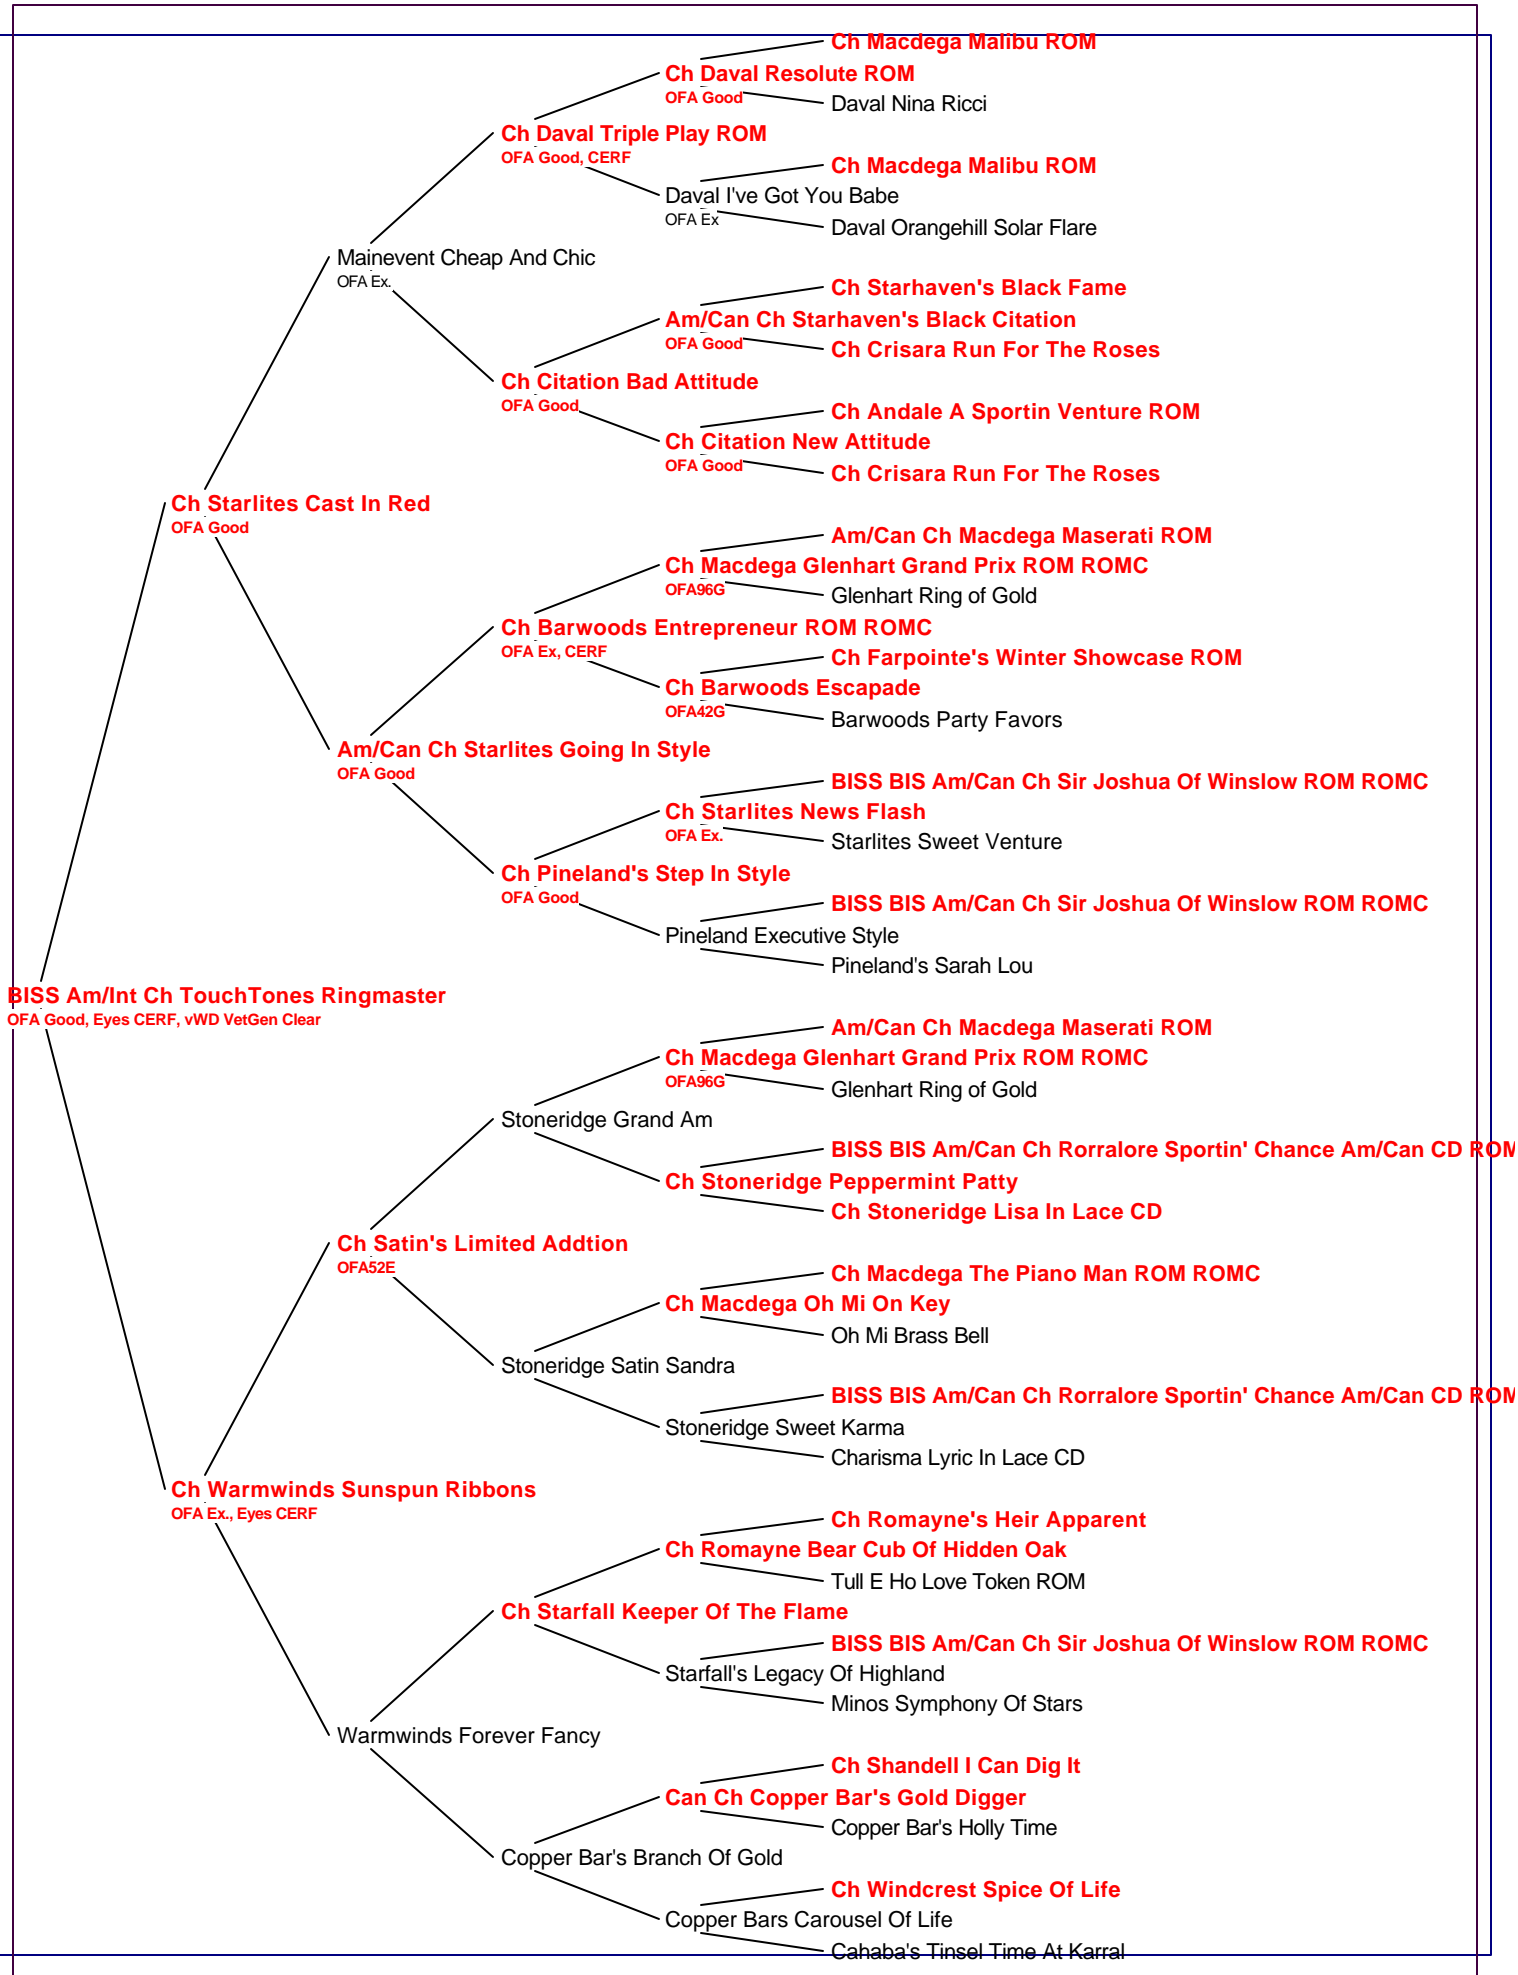 Ch Macdega Malibu ROM
Ch Daval Resolute ROM
OFA Good
Daval Nina Ricci
Ch Daval Triple Play ROM
OFA Good, CERF
Ch Macdega Malibu ROM
Daval I've Got You Babe
OFA Ex
Daval Orangehill Solar Flare
Mainevent Cheap And Chic
OFA Ex.
Ch Starhaven's Black Fame
Am/Can Ch Starhaven's Black Citation
OFA Good
Ch Crisara Run For The Roses
Ch Citation Bad Attitude
OFA Good
Ch Andale A Sportin Venture ROM
Ch Citation New Attitude
OFA Good
Ch Crisara Run For The Roses
Ch Starlites Cast In Red
OFA Good
Am/Can Ch Macdega Maserati ROM
Ch Macdega Glenhart Grand Prix ROM ROMC
OFA96G
Glenhart Ring of Gold
Ch Barwoods Entrepreneur ROM ROMC
OFA Ex, CERF
Ch Farpointe's Winter Showcase ROM
Ch Barwoods Escapade
OFA42G
Barwoods Party Favors
Am/Can Ch Starlites Going In Style
OFA Good
BISS BIS Am/Can Ch Sir Joshua Of Winslow ROM ROMC
Ch Starlites News Flash
OFA Ex.
Starlites Sweet Venture
Ch Pineland's Step In Style
OFA Good
BISS BIS Am/Can Ch Sir Joshua Of Winslow ROM ROMC
Pineland Executive Style
Pineland's Sarah Lou
BISS Am/Int Ch TouchTones Ringmaster
OFA Good, Eyes CERF, vWD VetGen Clear
Am/Can Ch Macdega Maserati ROM
Ch Macdega Glenhart Grand Prix ROM ROMC
OFA96G
Glenhart Ring of Gold
Stoneridge Grand Am
BISS BIS Am/Can Ch Rorralore Sportin' Chance Am/Can CD ROM
Ch Stoneridge Peppermint Patty
Ch Stoneridge Lisa In Lace CD
Ch Satin's Limited Addtion
OFA52E
Ch Macdega The Piano Man ROM ROMC
Ch Macdega Oh Mi On Key
Oh Mi Brass Bell
Stoneridge Satin Sandra
BISS BIS Am/Can Ch Rorralore Sportin' Chance Am/Can CD ROM
Stoneridge Sweet Karma
Charisma Lyric In Lace CD
Ch Warmwinds Sunspun Ribbons
OFA Ex., Eyes CERF
Ch Romayne's Heir Apparent
Ch Romayne Bear Cub Of Hidden Oak
Tull E Ho Love Token ROM
Ch Starfall Keeper Of The Flame
BISS BIS Am/Can Ch Sir Joshua Of Winslow ROM ROMC
Starfall's Legacy Of Highland
Minos Symphony Of Stars
Warmwinds Forever Fancy
Ch Shandell I Can Dig It
Can Ch Copper Bar's Gold Digger
Copper Bar's Holly Time
Copper Bar's Branch Of Gold
Ch Windcrest Spice Of Life
Copper Bars Carousel Of Life
Cahaba's Tinsel Time At Karral